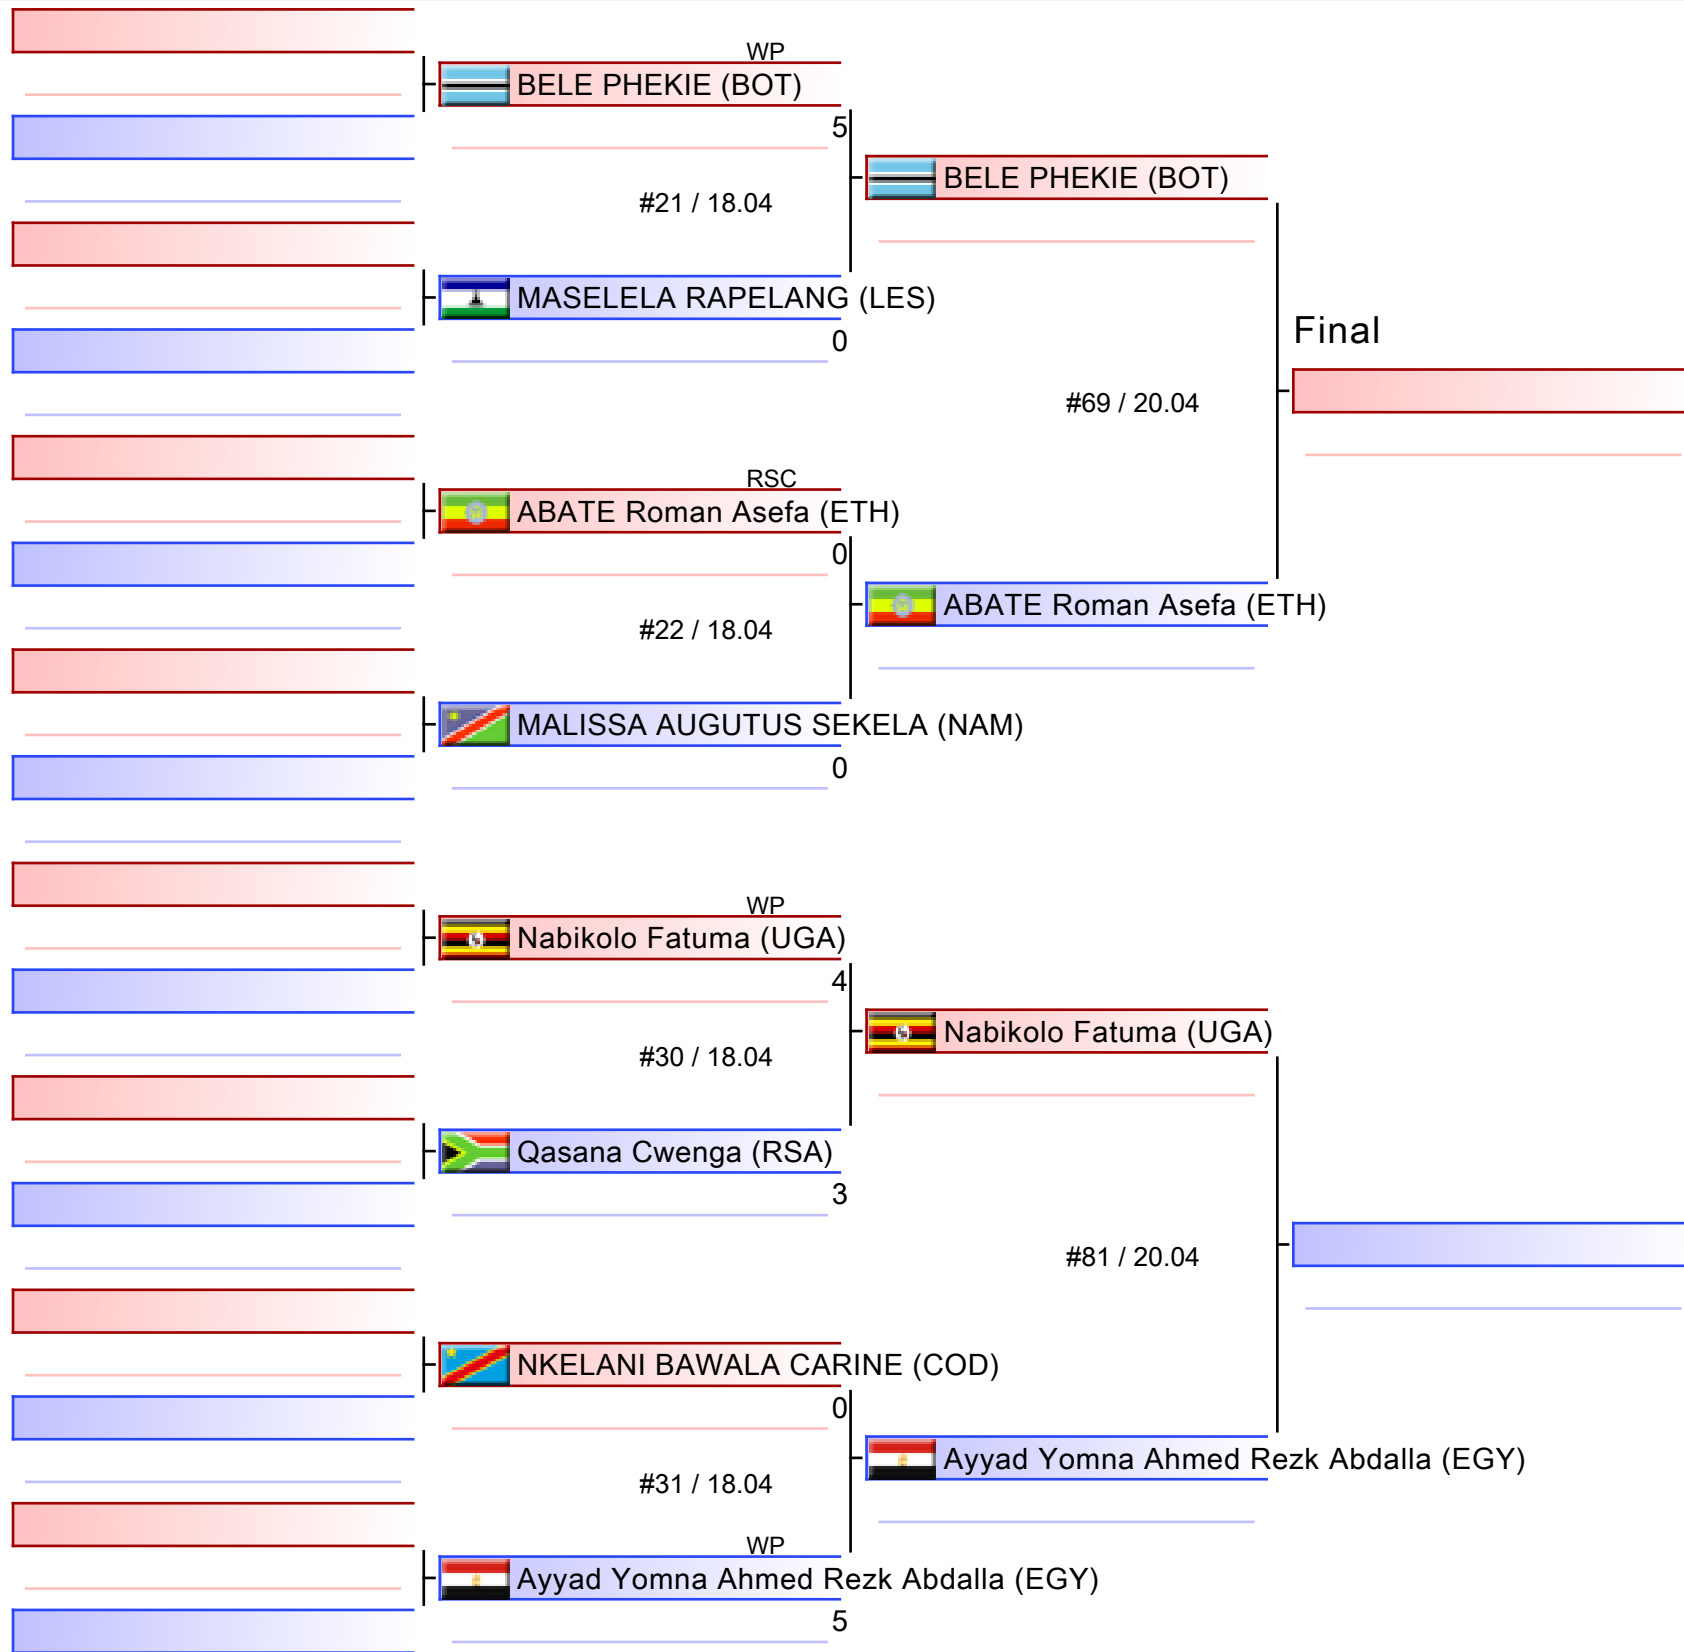 WP
BELE PHEKIE (BOT)
5
BELE PHEKIE (BOT)
#21 / 18.04
MASELELA RAPELANG (LES)
0
Final
#69 / 20.04
RSC
ABATE Roman Asefa (ETH)
0
ABATE Roman Asefa (ETH)
#22 / 18.04
MALISSA AUGUTUS SEKELA (NAM)
0
WP
Nabikolo Fatuma (UGA)
4
Nabikolo Fatuma (UGA)
#30 / 18.04
Qasana Cwenga (RSA)
3
#81 / 20.04
NKELANI BAWALA CARINE (COD)
0
Ayyad Yomna Ahmed Rezk Abdalla (EGY)
#31 / 18.04
WP
Ayyad Yomna Ahmed Rezk Abdalla (EGY)
5